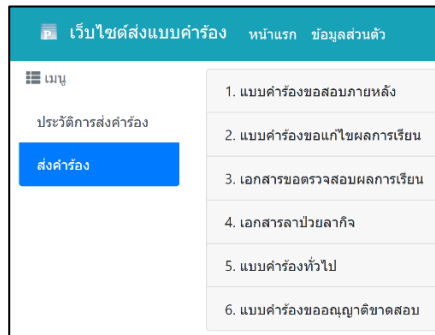 เว็บไซต์ส่งแบบคำร้อง หน้าแรก ข้อมูลส่วนตัว
เมนู
ประวัติการส่งคำร้อง
ส่งคำร้อง
1. แบบคำร้องขอสอบภายหลัง
2. แบบคำร้องขอแก้ไขผลการเรียน
3. เอกสารขอตรวจสอบผลการเรียน
4. เอกสารลาป่วยลากิจ
5. แบบคำร้องทั่วไป
6. แบบคำร้องขออณุญาติขาดสอบ